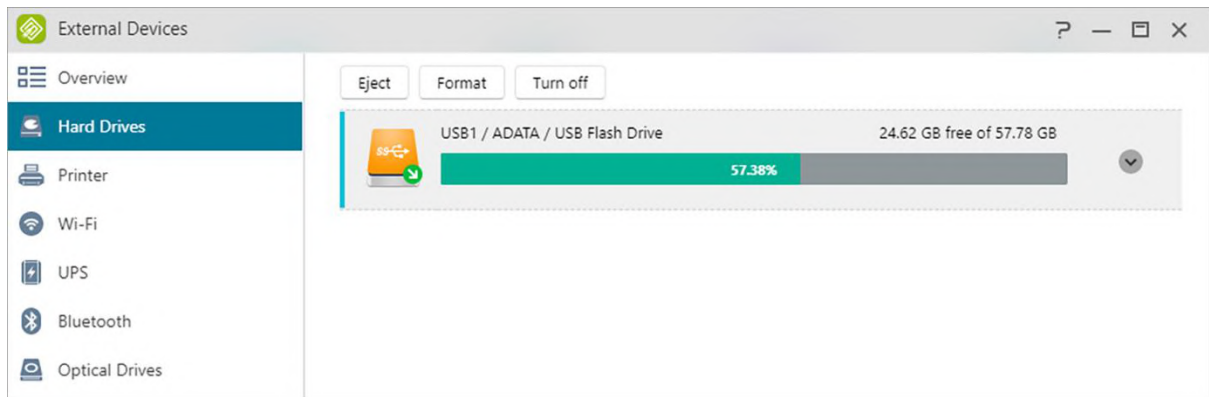 External Devices
Overview
Hard Drives
Printer
Wi-Fi
UPS
Bluetooth
Optical Drives
Eject Format Turn off
USB1 / ADATA / USB Flash Drive 24.62 GB free of 57.78 GB
SS
57.38%